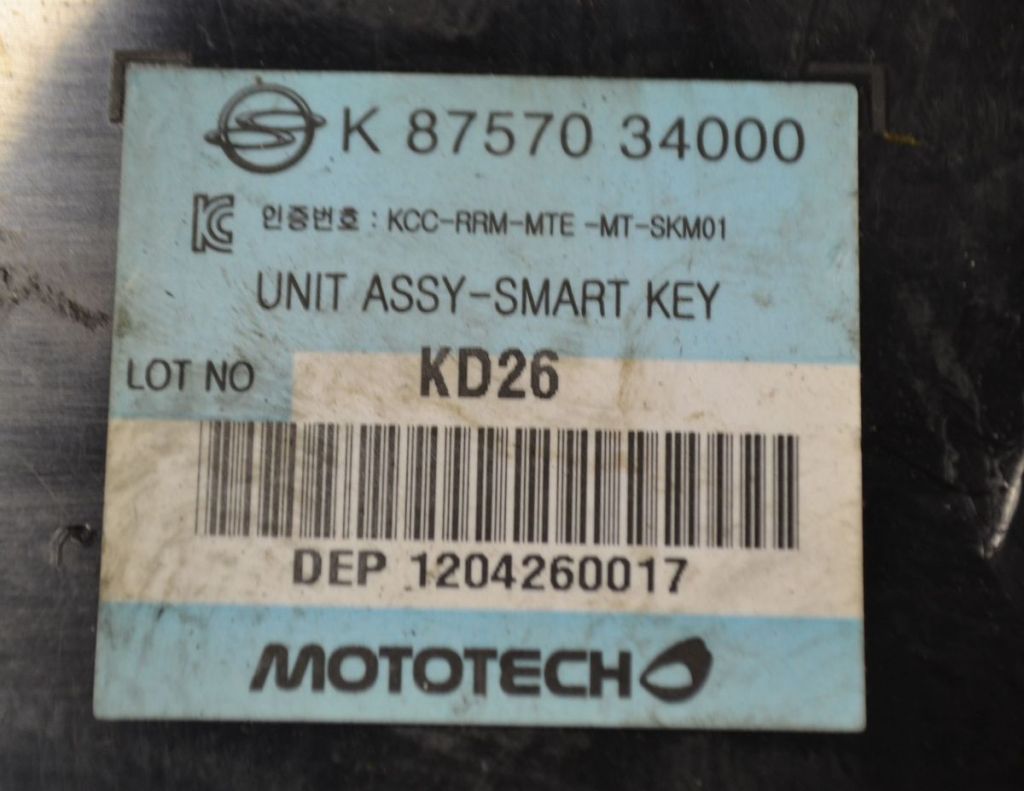 K 87570 34000
KC 인증번호 : KCC-RRM-MTE -MT-SKM01
UNIT ASSY-SMART KEY
LOT NO KD26
DEP 1204260017
MOTOTECH